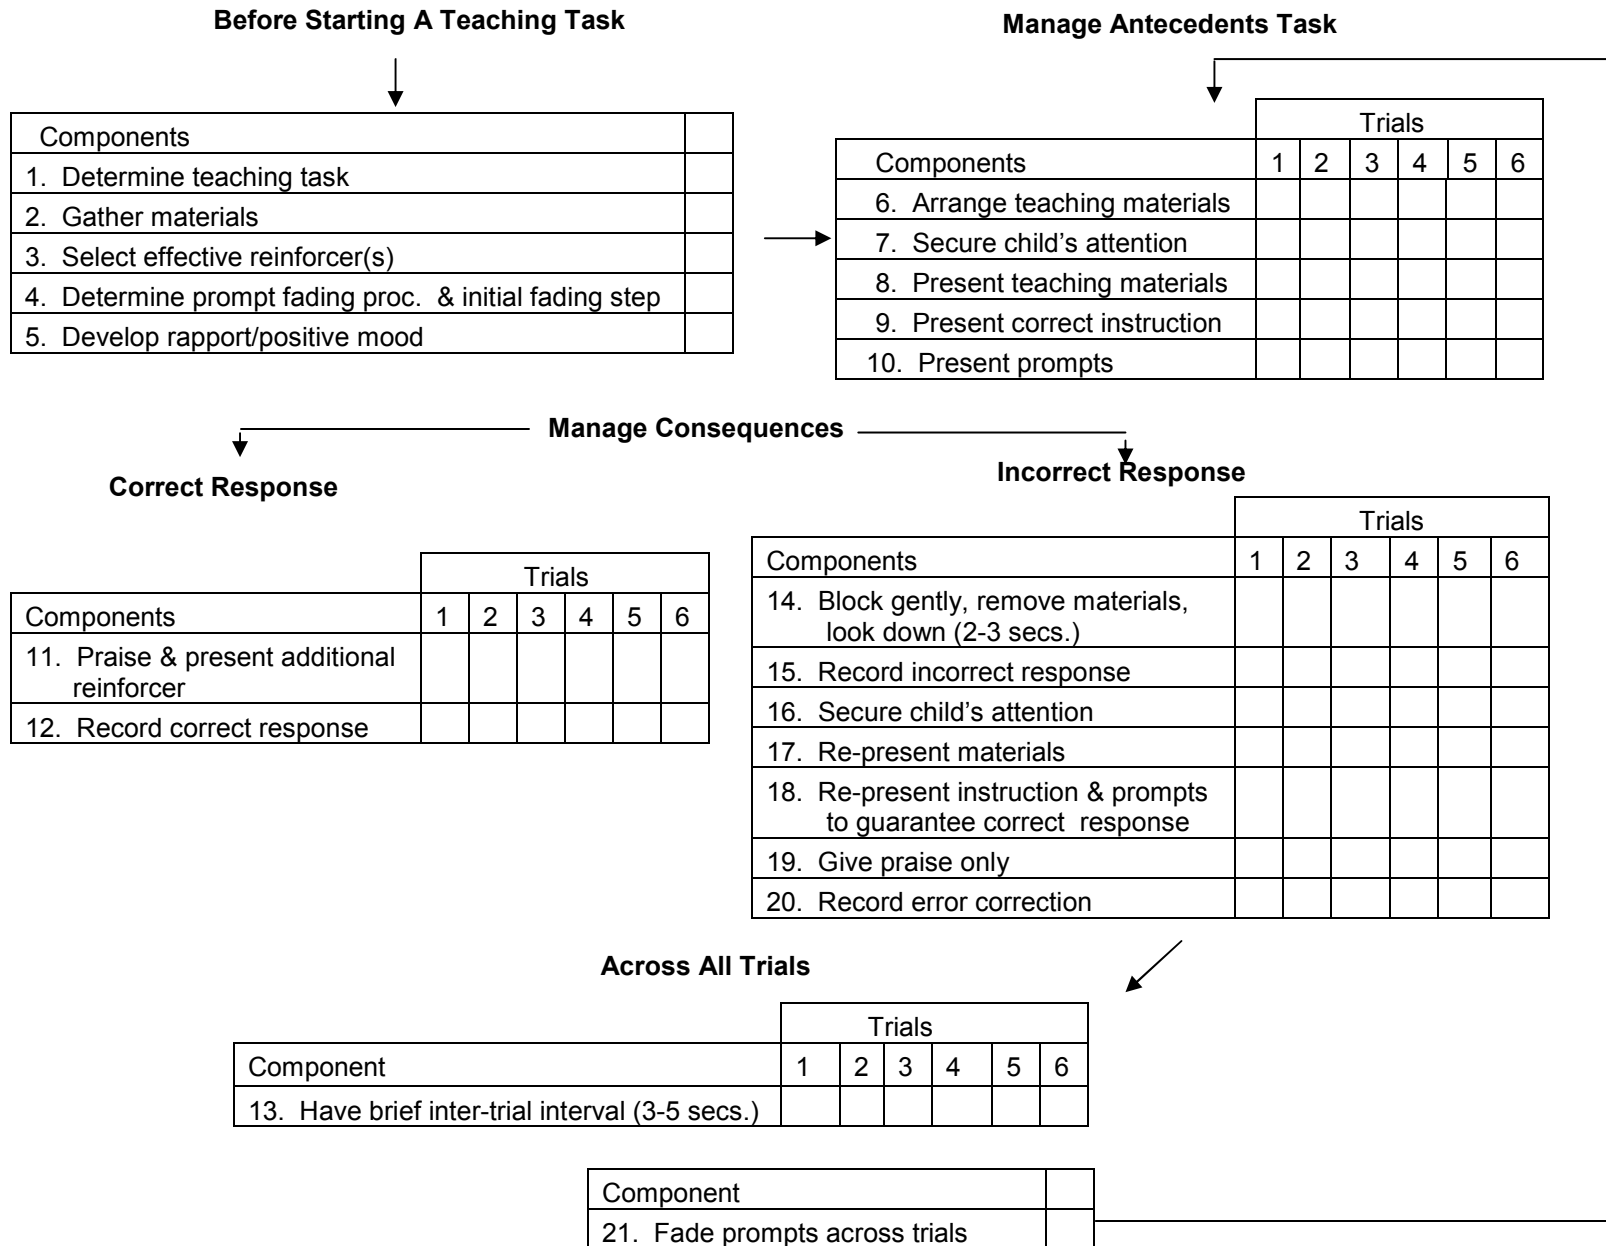 Before Starting A Teaching Task
Components
1. Determine teaching task
2. Gather materials
3. Select effective reinforcer(s)
4. Determine prompt fading proc. & initial fading step
5. Develop rapport/positive mood
Manage Antecedents Task
Trials
Components 1 2 3 4 5 6
6. Arrange teaching materials
7. Secure child's attention
8. Present teaching materials
9. Present correct instruction
10. Present prompts
Manage Consequences
Correct Response
Trials
Components 1 2 3 4 5 6
11. Praise & present additional
reinforcer
12. Record correct response
Incorrect Response
Trials
Components 1 2 3 4 5 6
14. Block gently, remove materials,
look down (2-3 secs.)
15. Record incorrect response
16. Secure child's attention
17. Re-present materials
18. Re-present instruction & prompts
to guarantee correct response
19. Give praise only
20. Record error correction
Across All Trials
Trials
Component 1 2 3 4 5 6
13. Have brief inter-trial interval (3-5 secs.)
Component
21. Fade prompts across trials